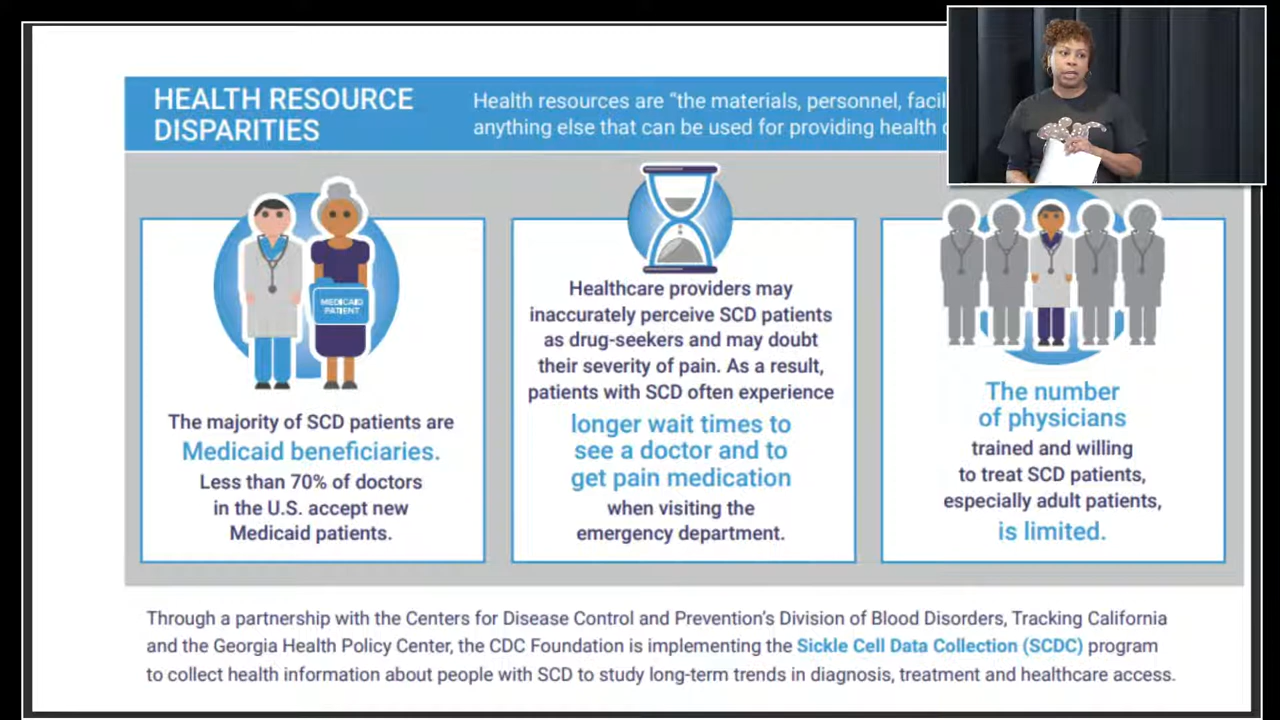 HEALTH RESOURCE
DISPARITIES
Health resources are “the materials, personnel, facil
anything else that can be used for providing health
MEDICAID
PATIENT
The majority of SCD patients are
Medicaid beneficiaries.
Less than 70% of doctors
in the U.S. accept new
Medicaid patients.
Healthcare providers may
inaccurately perceive SCD patients
as drug-seekers and may doubt
their severity of pain. As a result,
patients with SCD often experience
longer wait times to
see a doctor and to
get pain medication
when visiting the
emergency department.
The number
of physicians
trained and willing
to treat SCD patients,
especially adult patients,
is limited.
Through a partnership with the Centers for Disease Control and Prevention’s Division of Blood Disorders, Tracking California
and the Georgia Health Policy Center, the CDC Foundation is implementing the Sickle Cell Data Collection (SCDC) program
to collect health information about people with SCD to study long-term trends in diagnosis, treatment and healthcare access.